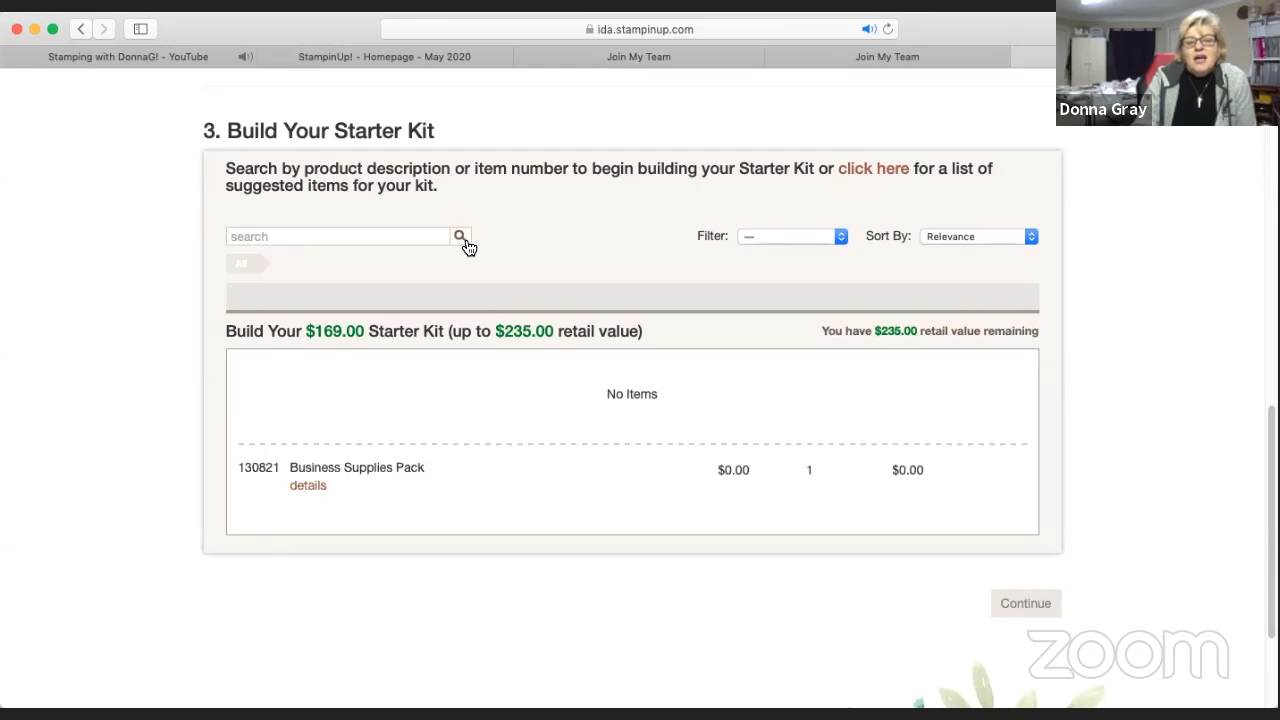 ida.stampinup.com
Stamping with DonnaG! - YouTube
StampinUp! - Homepage - May 2020
Join My Team
Join My Team
Donna Gray
3. Build Your Starter Kit
Search by product description or item number to begin building your Starter Kit or click here for a list of
suggested items for your kit.
search
Filter: —
Sort By: Relevance
All
Build Your $169.00 Starter Kit (up to $235.00 retail value)
You have $235.00 retail value remaining
No Items
130821 Business Supplies Pack $0.00 1 $0.00
details
Continue
zoom